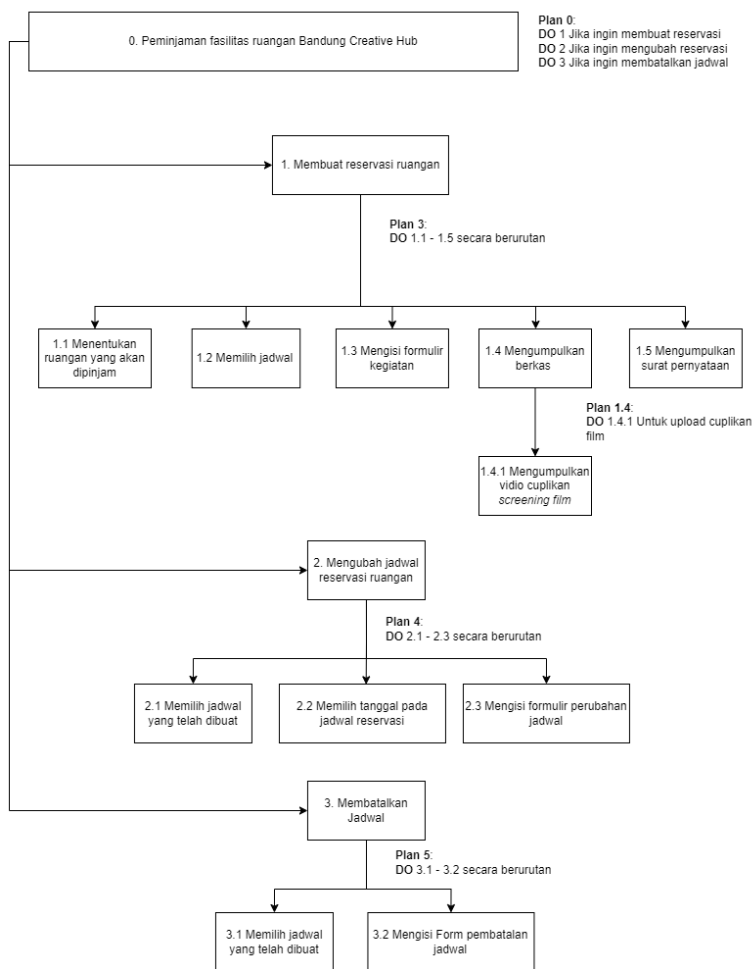 0. Peminjaman fasilitas ruangan Bandung Creative Hub
Plan 0:
DO 1 Jika ingin membuat reservasi
DO 2 Jika ingin mengubah reservasi
DO 3 Jika ingin membatalkan jadwal
1. Membuat reservasi ruangan
Plan 3:
DO 1.1 - 1.5 secara berurutan
1.1 Menentukan
ruangan yang akan
dipinjam
1.2 Memilih jadwal
1.3 Mengisi formulir
kegiatan
1.4 Mengumpulkan
berkas
1.5 Mengumpulkan
surat pernyataan
Plan 1.4:
DO 1.4.1 Untuk upload cuplikan
film
1.4.1 Mengumpulkan
vidio cuplikan
screening film
2. Mengubah jadwal
reservasi ruangan
Plan 4:
DO 2.1 - 2.3 secara berurutan
2.1 Memilih jadwal
yang telah dibuat
2.2 Memilih tanggal pada
jadwal reservasi
2.3 Mengisi formulir perubahan
jadwal
3. Membatalkan
Jadwal
Plan 5:
DO 3.1 - 3.2 secara berurutan
3.1 Memilih jadwal
yang telah dibuat
3.2 Mengisi Form pembatalan
jadwal